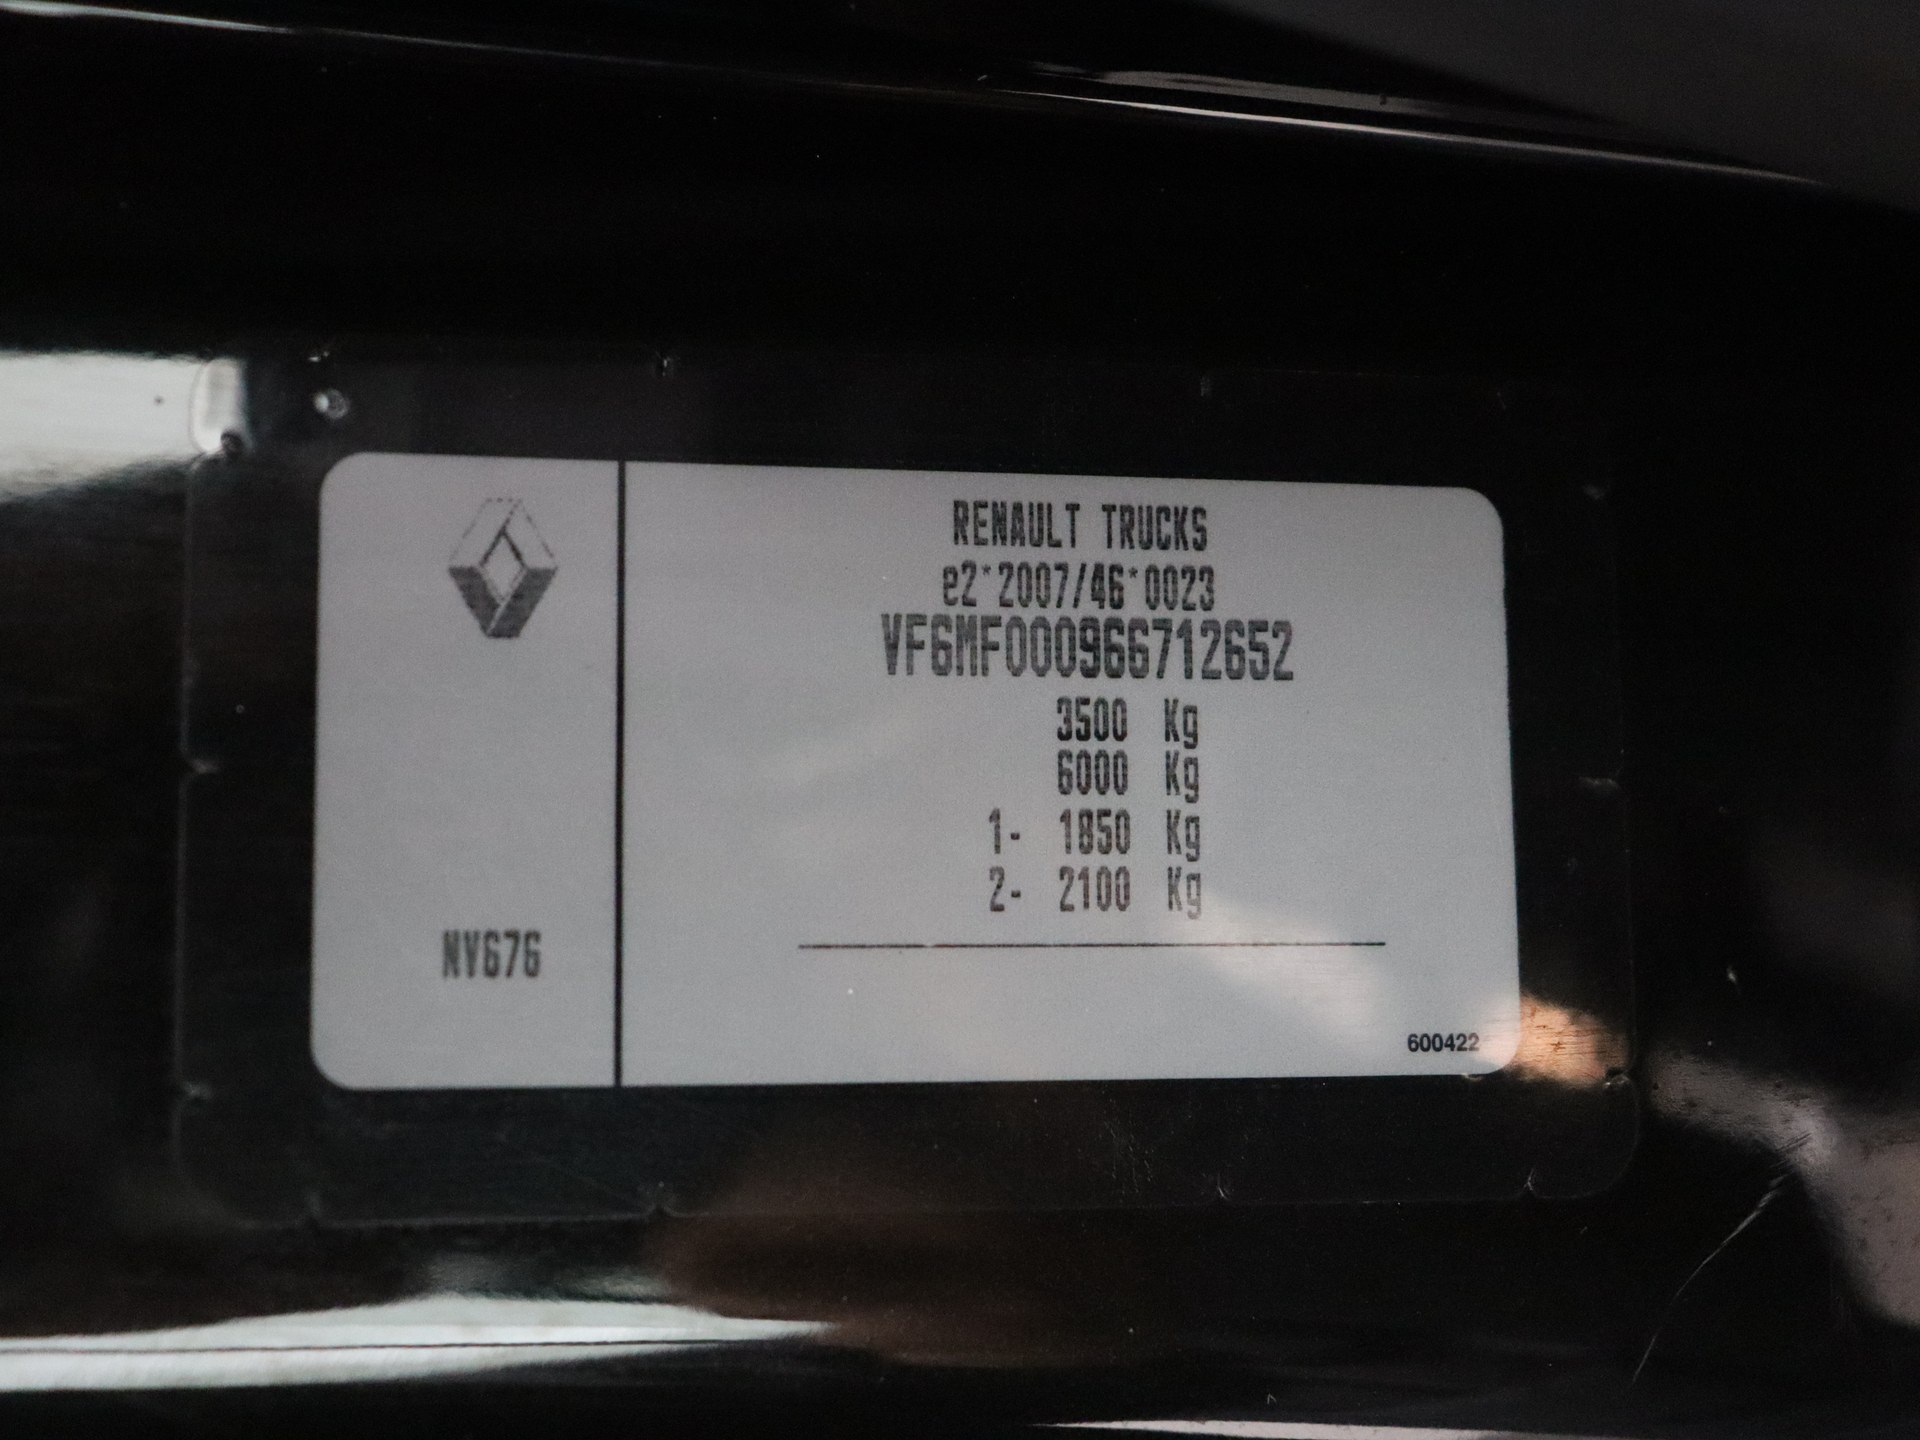 RENAULT TRUCKS
e2*2007/46*0023
VF6MF000966712652
3500 Kg
6000 Kg
1- 1850 Kg
2- 2100 Kg
NV676
600422